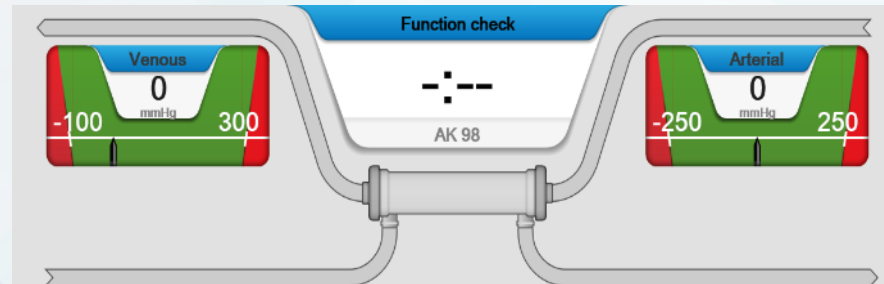 Function check
-:--
AK 98
Venous
0
mmHg
-100 300
Arterial
0
mmHg
-250 250